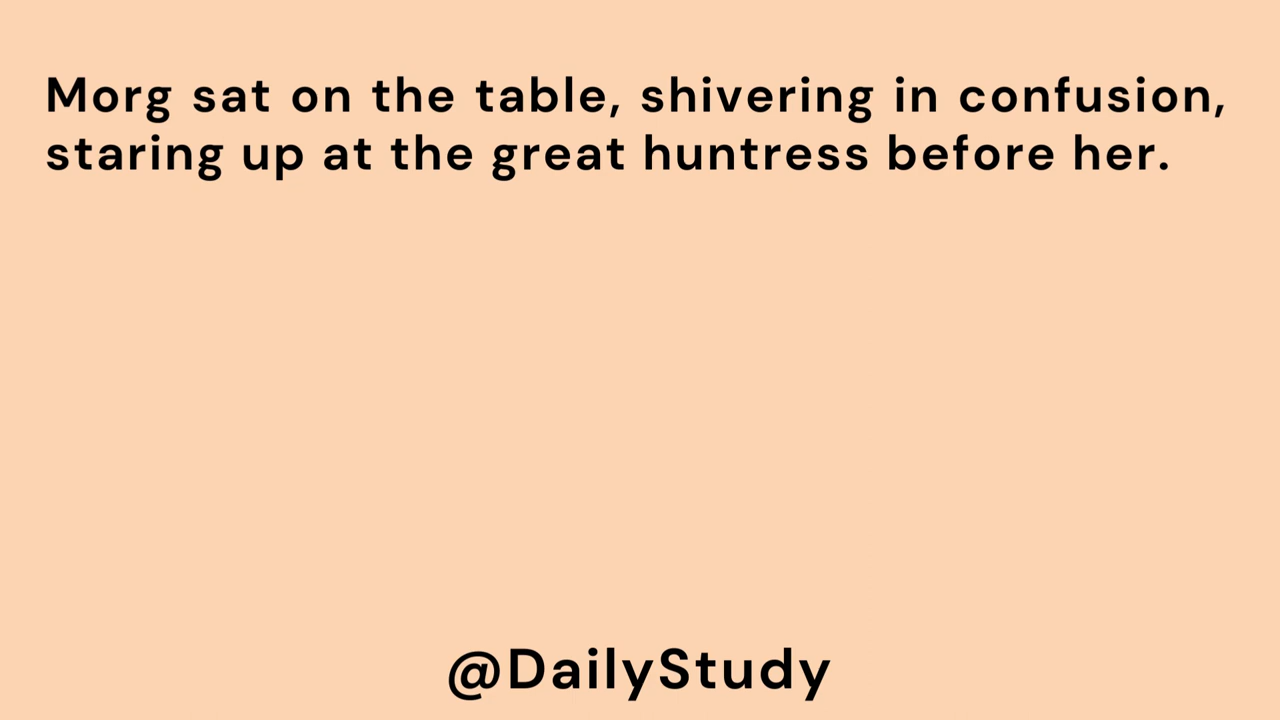 Morg sat on the table, shivering in confusion,
staring up at the great huntress before her.
@DailyStudy